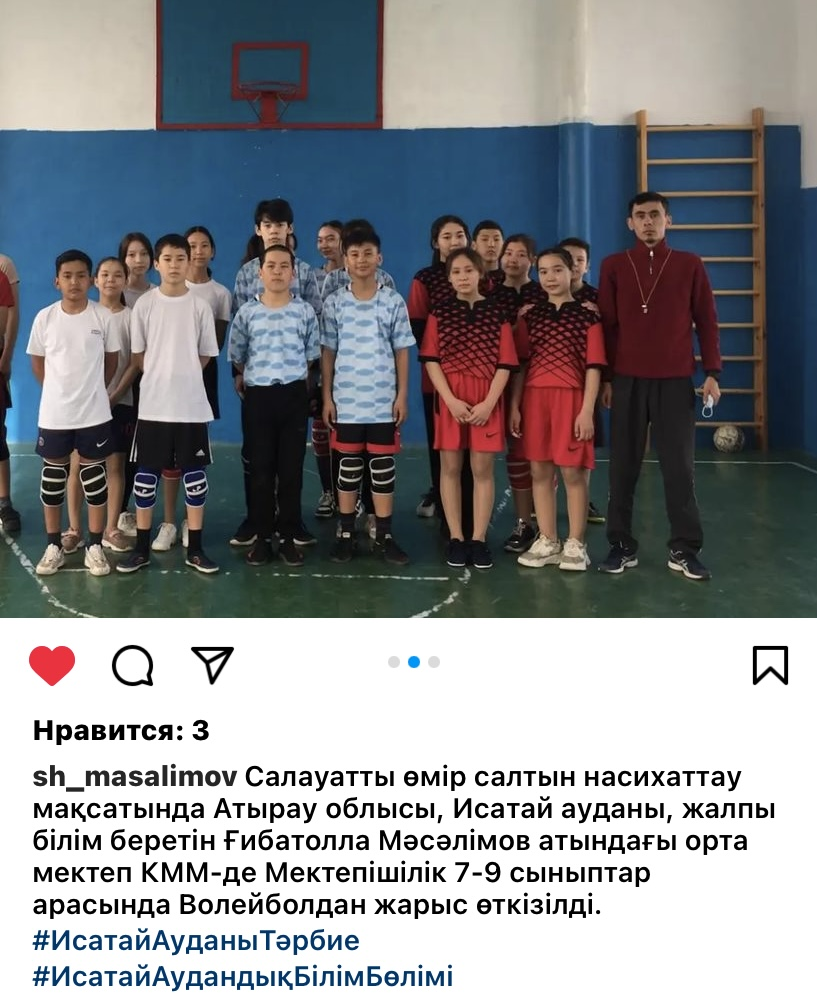 Нравится: 3
sh_masalimov Салауатты өмір салтын насихаттау
мақсатында Атырау облысы, Исатай ауданы, жалпы
білім беретін Ғибатолла Мәсәлімов атындағы орта
мектеп КММ-де Мектепішілік 7-9 сыныптар
арасында Волейболдан жарыс өткізілді.
#ИсатайАуданыТәрбие
#ИсатайАудандықБілімБөлімі